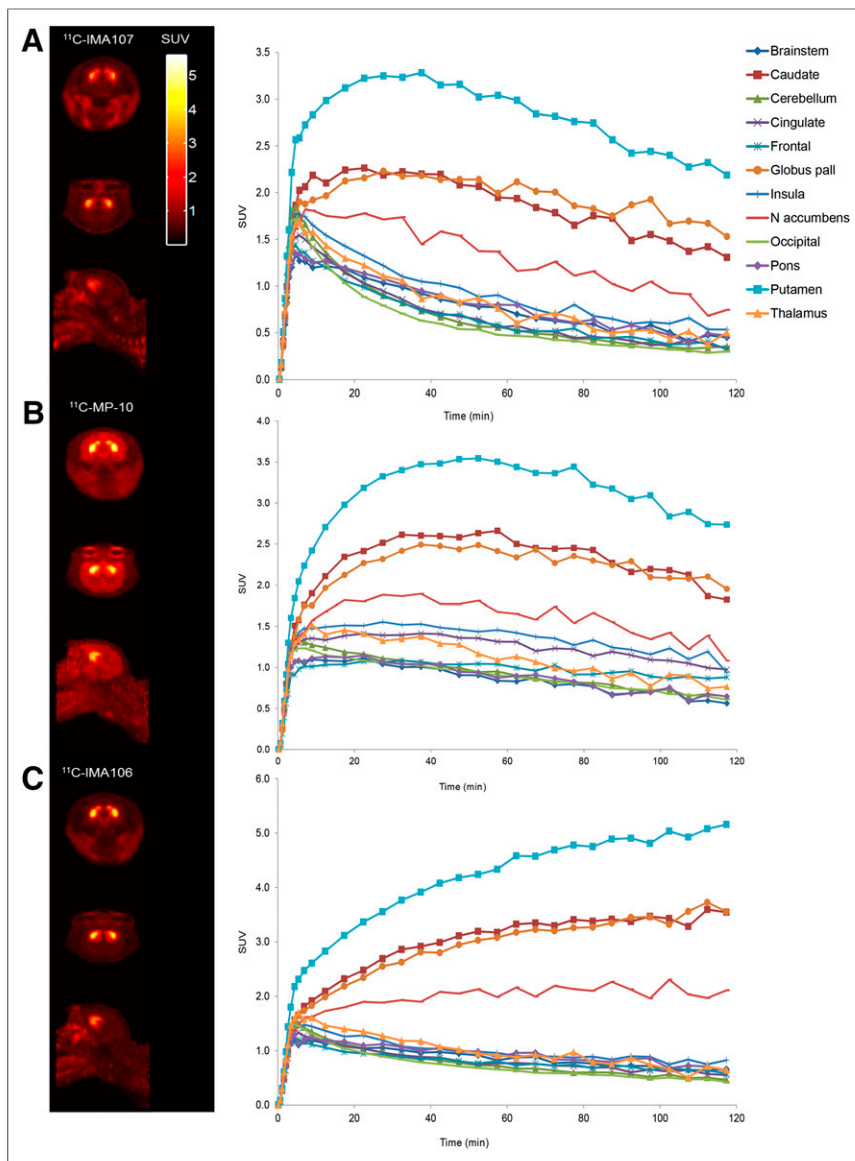 A
¹¹C-IMA107
SUV
5
4
3
2
1
3.5
3.0
2.5
2.0
1.5
1.0
0.5
0.0
SUV
0
20
40
60
80
100
120
Time (min)
Brainstem
Caudate
Cerebellum
Cingulate
Frontal
Globus pall
Insula
N accumbens
Occipital
Pons
Putamen
Thalamus
B
¹¹C-MP-10
4.0
3.5
3.0
2.5
2.0
1.5
1.0
0.5
0.0
SUV
0
20
40
60
80
100
120
Time (min)
C
¹¹C-IMA106
6.0
5.0
4.0
3.0
2.0
1.0
0.0
SUV
0
20
40
60
80
100
120
Time (min)